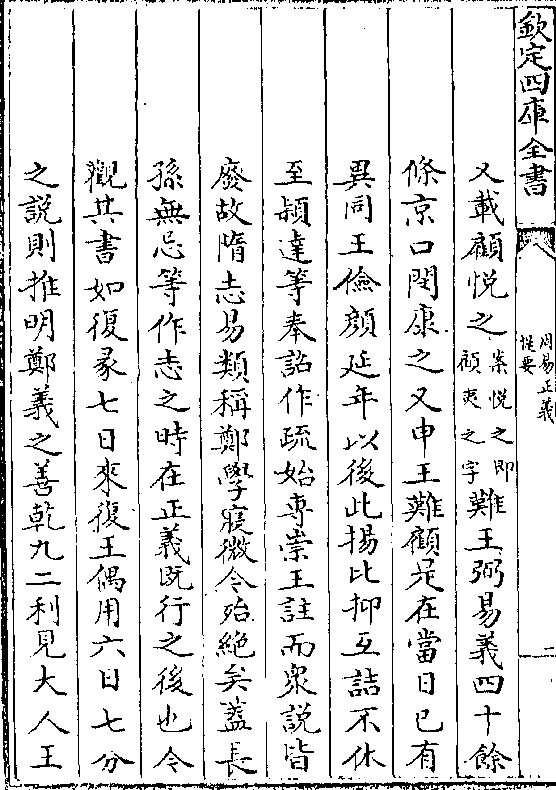 欽定四庫全書
周易正義
提要
二
又載顧悅之案悅之即顧夷之字難王弼易義四十餘
條京口閔康之又申王難顧是在當日已有
異同王儉顔延年以後此揚彼抑互詰不休
至穎達等奉詔作疏始專崇王註而衆說皆
廢故隋志易類稱鄭學寖微今殆絶矣蓋長
孫無忌等作志之時在正義既行之後也今
觀其書如復彖七日來復王偶用六日七分
之說則推明鄭義之善乾九二利見大人王